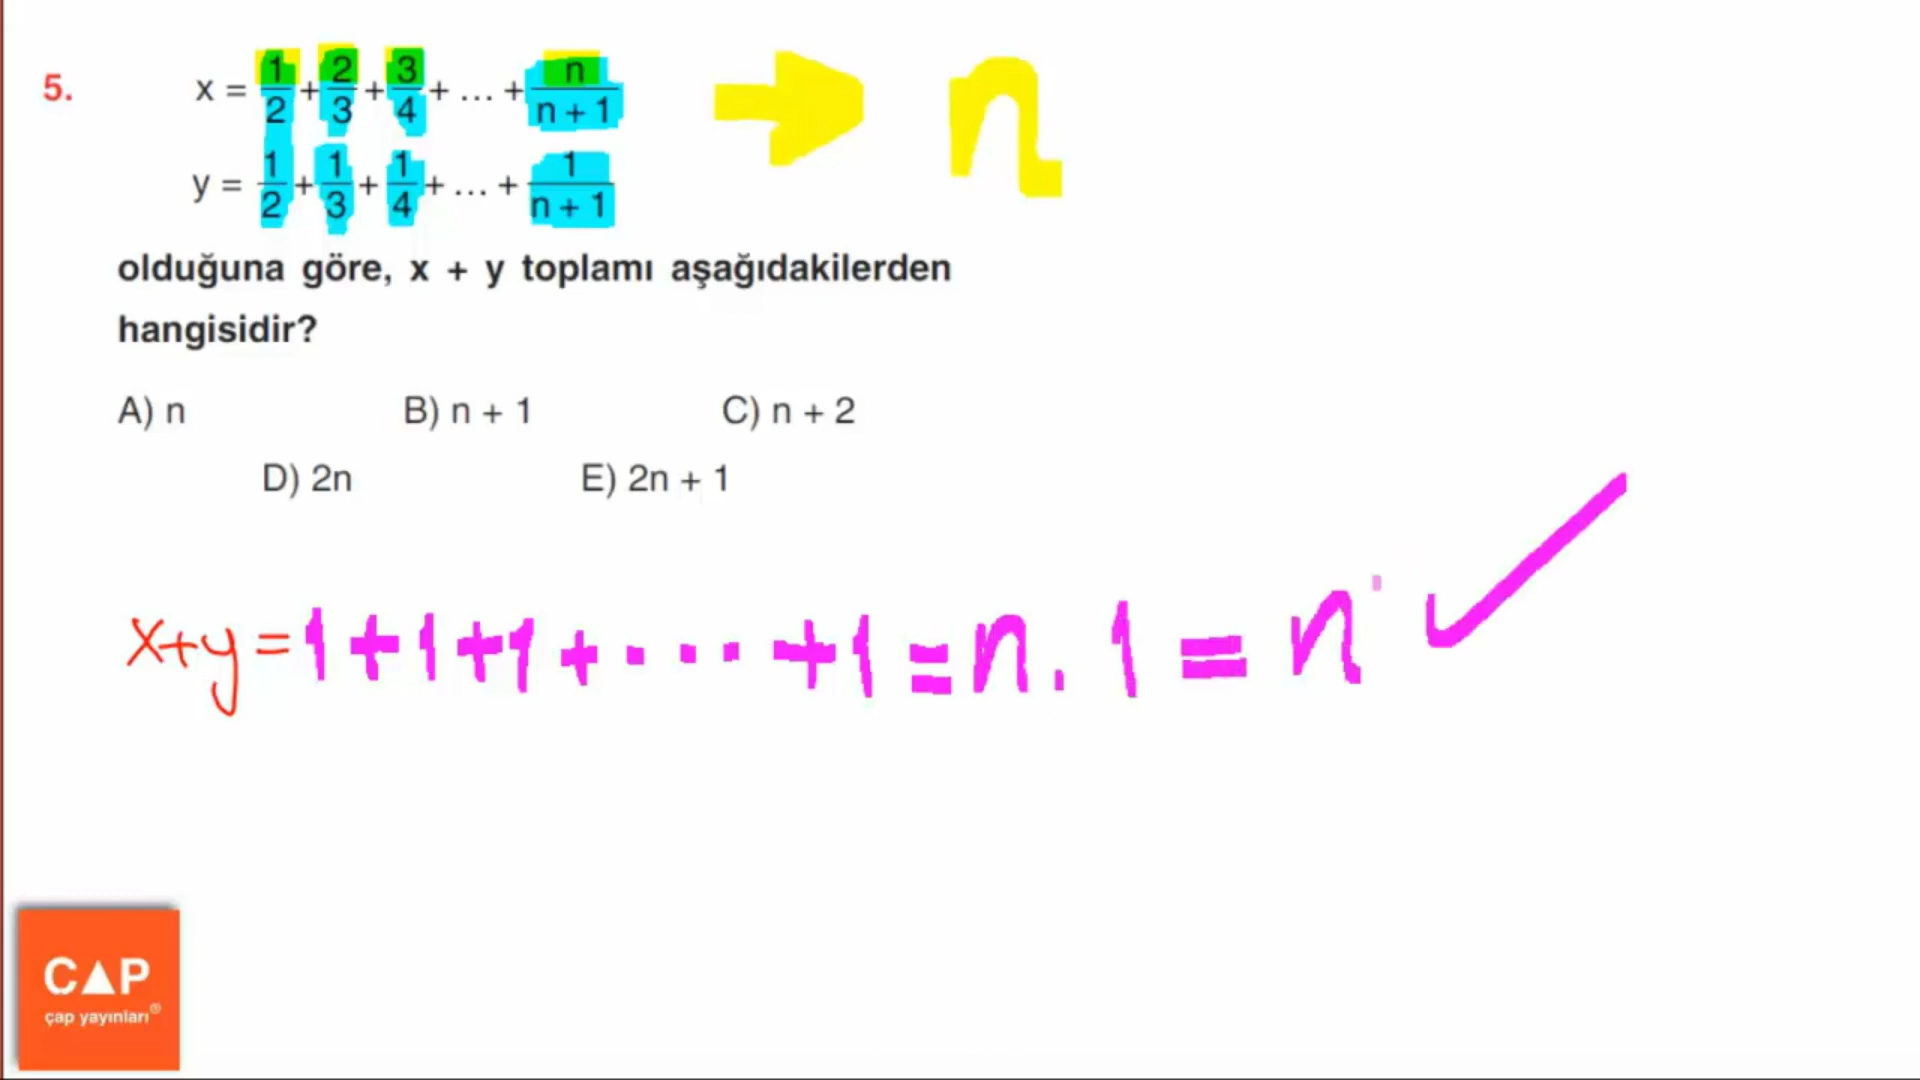 5. x = 1/2 + 2/3 + 3/4 + ... + n/(n + 1) n
y = 1/2 + 1/3 + 1/4 + ... + 1/(n + 1)
olduğuna göre, x + y toplamı aşağıdakilerden
hangisidir?
A) n B) n + 1 C) n + 2
D) 2n E) 2n + 1
x+y=1+1+1+...+1=n.1=n
CAP
çap yayınları®